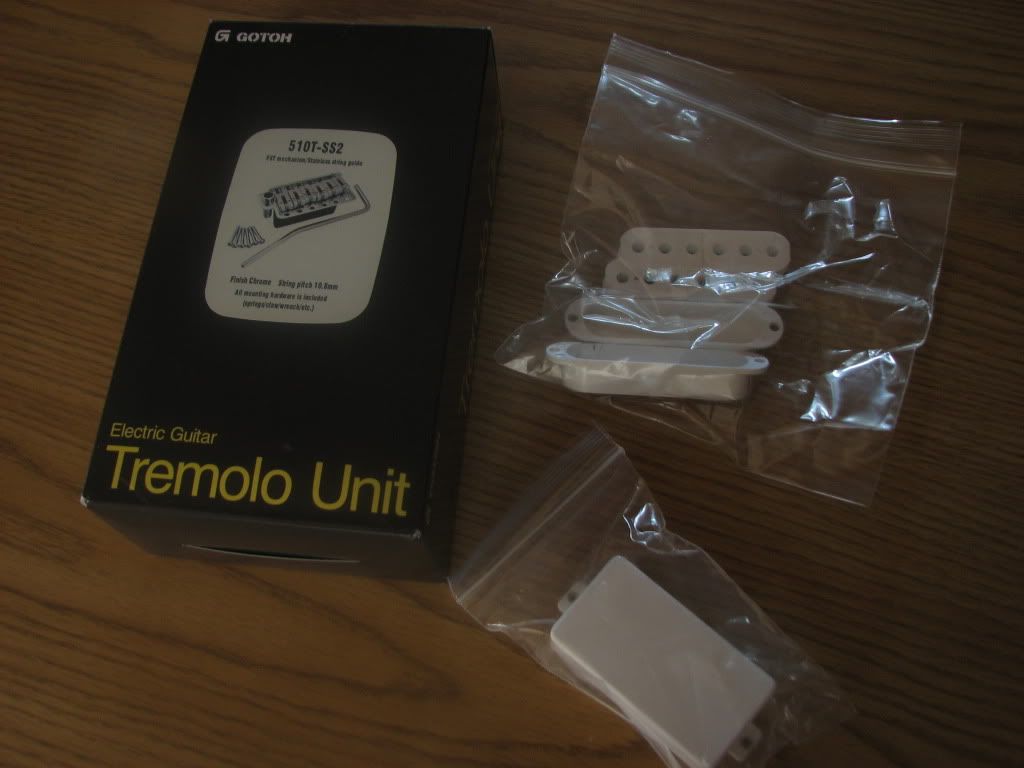 GOTOH
510T-SS2
FST mechanism/Stainless string guide
Finish Chrome String pitch 10.8mm
All mounting hardware is included
(springs/claw/wrench/etc.)
Electric Guitar
Tremolo Unit